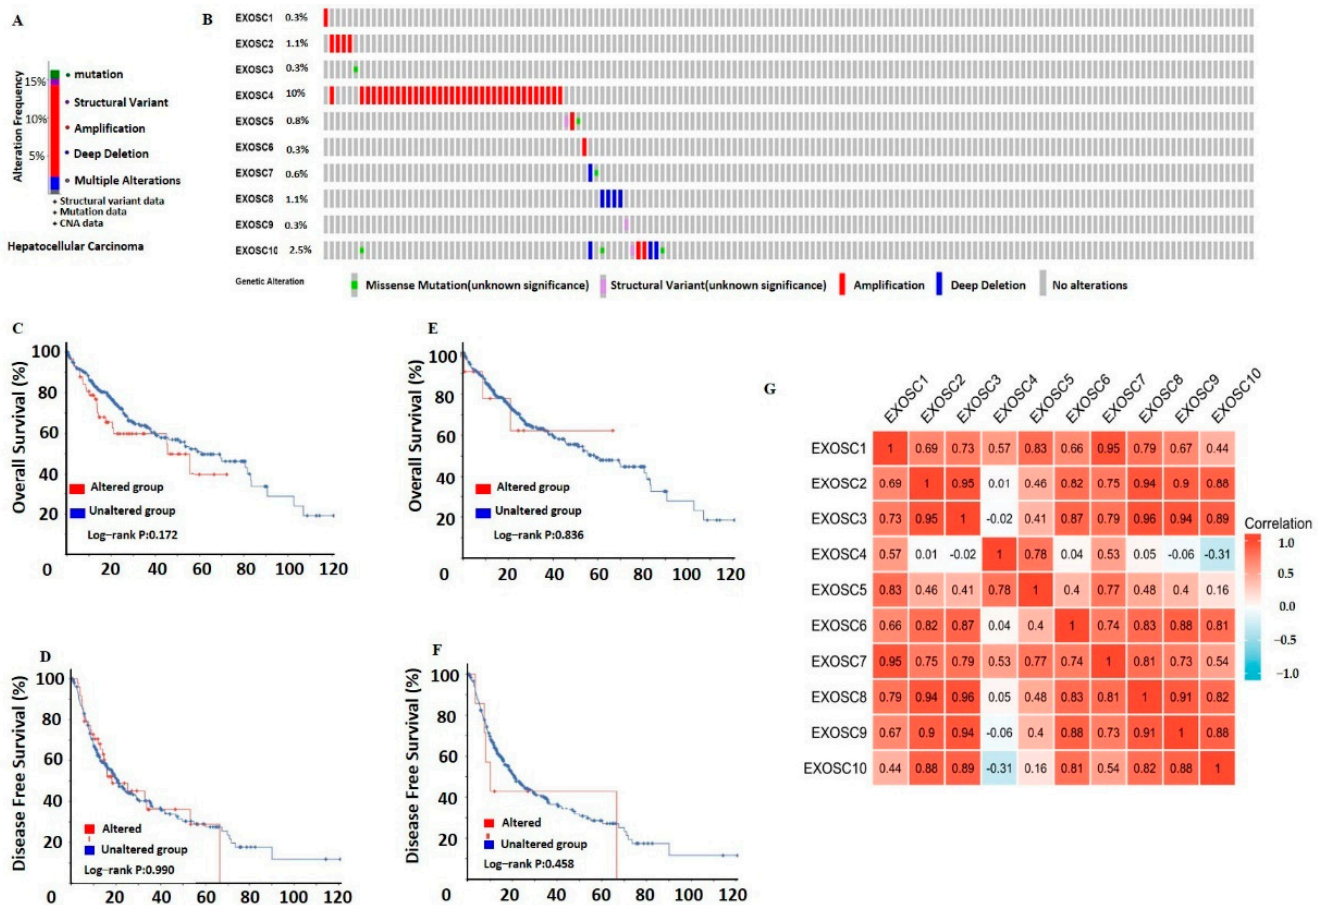 A
Alteration Frequency
15%
10%
5%
mutation
Structural Variant
Amplification
Deep Deletion
Multiple Alterations
Structural variant data
Mutation data
CNA data
Hepatocellular Carcinoma
B
EXOSC1 0.3%
EXOSC2 1.1%
EXOSC3 0.3%
EXOSC4 10%
EXOSC5 0.8%
EXOSC6 0.3%
EXOSC7 0.6%
EXOSC8 1.1%
EXOSC9 0.3%
EXOSC10 2.5%
Genetic Alteration Missense Mutation(unknown significance) Structural Variant(unknown significance) Amplification Deep Deletion No alterations
C
Overall Survival (%)
100
80
60
40
20
Altered group
Unaltered group
Log-rank P:0.172
20 40 60 80 100 120
E
Overall Survival (%)
100
80
60
40
20
Altered group
Unaltered group
Log-rank P:0.836
0 20 40 60 80 100 120
D
Disease Free Survival (%)
100
80
60
40
20
Altered
Unaltered group
Log-rank P:0.990
0 20 40 60 80 100 120
F
Disease Free Survival (%)
100
80
60
40
20
Altered
Unaltered group
Log-rank P:0.458
0 20 40 60 80 100 120
G
EXOSC1 EXOSC2 EXOSC3 EXOSC4 EXOSC5 EXOSC6 EXOSC7 EXOSC8 EXOSC9 EXOSC10
EXOSC1 1 0.69 0.73 0.57 0.83 0.66 0.95 0.79 0.67 0.44
EXOSC2 0.69 1 0.95 0.01 0.46 0.82 0.75 0.94 0.9 0.88
EXOSC3 0.73 0.95 1 -0.02 0.41 0.87 0.79 0.96 0.94 0.89
EXOSC4 0.57 0.01 -0.02 1 0.78 0.04 0.53 0.05 -0.06 -0.31
EXOSC5 0.83 0.46 0.41 0.78 1 0.4 0.77 0.48 0.4 0.16
EXOSC6 0.66 0.82 0.87 0.04 0.4 1 0.74 0.83 0.88 0.81
EXOSC7 0.95 0.75 0.79 0.53 0.77 0.74 1 0.81 0.73 0.54
EXOSC8 0.79 0.94 0.96 0.05 0.48 0.83 0.81 1 0.91 0.82
EXOSC9 0.67 0.9 0.94 -0.06 0.4 0.88 0.73 0.91 1 0.88
EXOSC10 0.44 0.88 0.89 -0.31 0.16 0.81 0.54 0.82 0.88 1
Correlation
1.0
0.5
0.0
-0.5
-1.0